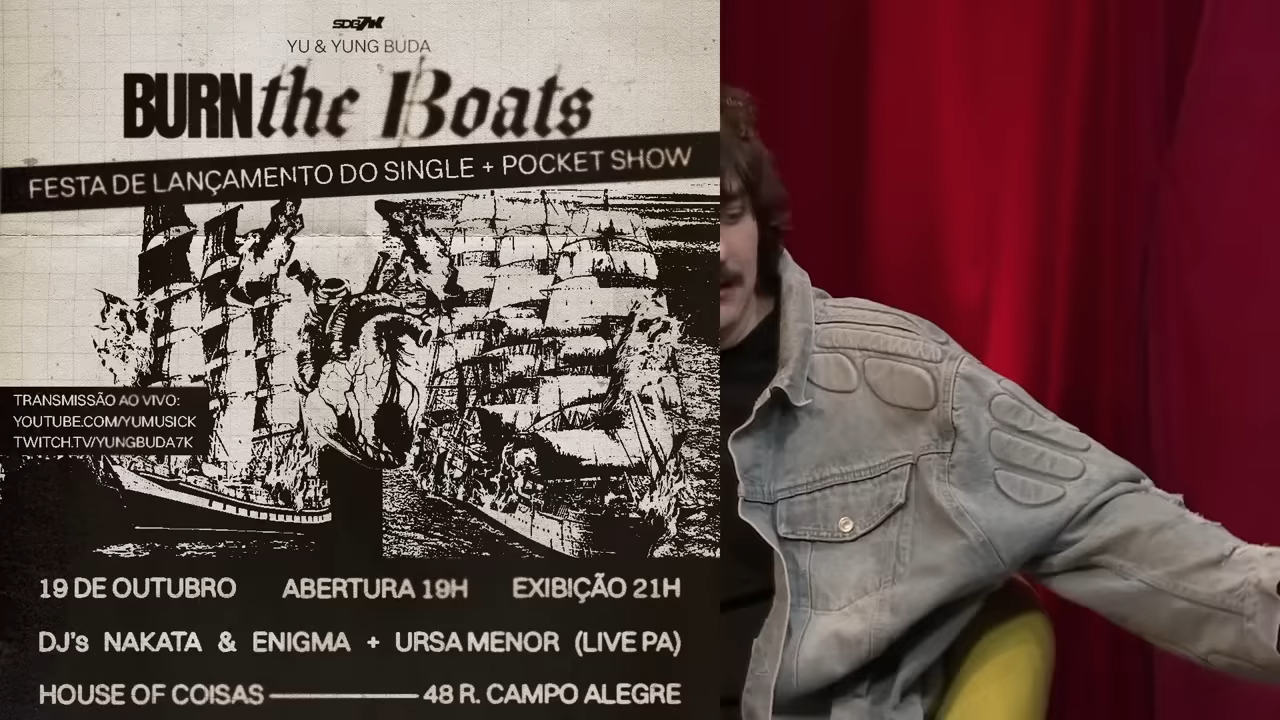 SDB7K
YU & YUNG BUDA
BURN the Boats
FESTA DE LANÇAMENTO DO SINGLE + POCKET SHOW
TRANSMISSÃO AO VIVO:
YOUTUBE.COM/YUMUSICK
TWITCH.TV/YUNGBUDA7K
19 DE OUTUBRO ABERTURA 19H EXIBIÇÃO 21H
DJ's NAKATA & ENIGMA + URSA MENOR (LIVE PA)
HOUSE OF COISAS 48 R. CAMPO ALEGRE